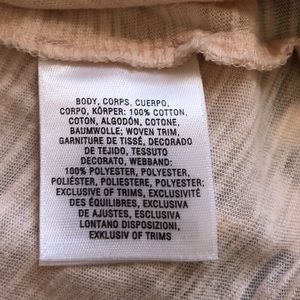 BODY, CORPS, CUERPO,
CORPO, KÖRPER: 100% COTTON,
COTON, ALGODÓN, COTONE,
BAUMWOLLE; WOVEN TRIM,
GARNITURE DE TISSÉ, DECORADO
DE TEJIDO, TESSUTO
DECORATO, WEBBAND:
100% POLYESTER, POLYESTER,
POLIÉSTER, POLIESTERE, POLYESTER;
EXCLUSIVE OF TRIMS, EXCLUSIVITÉ
DES ÉQUILIBRES, EXCLUSIVA
DE AJUSTES, ESCLUSIVA
LONTANO DISPOSIZIONI,
EXKLUSIV OF TRIMS